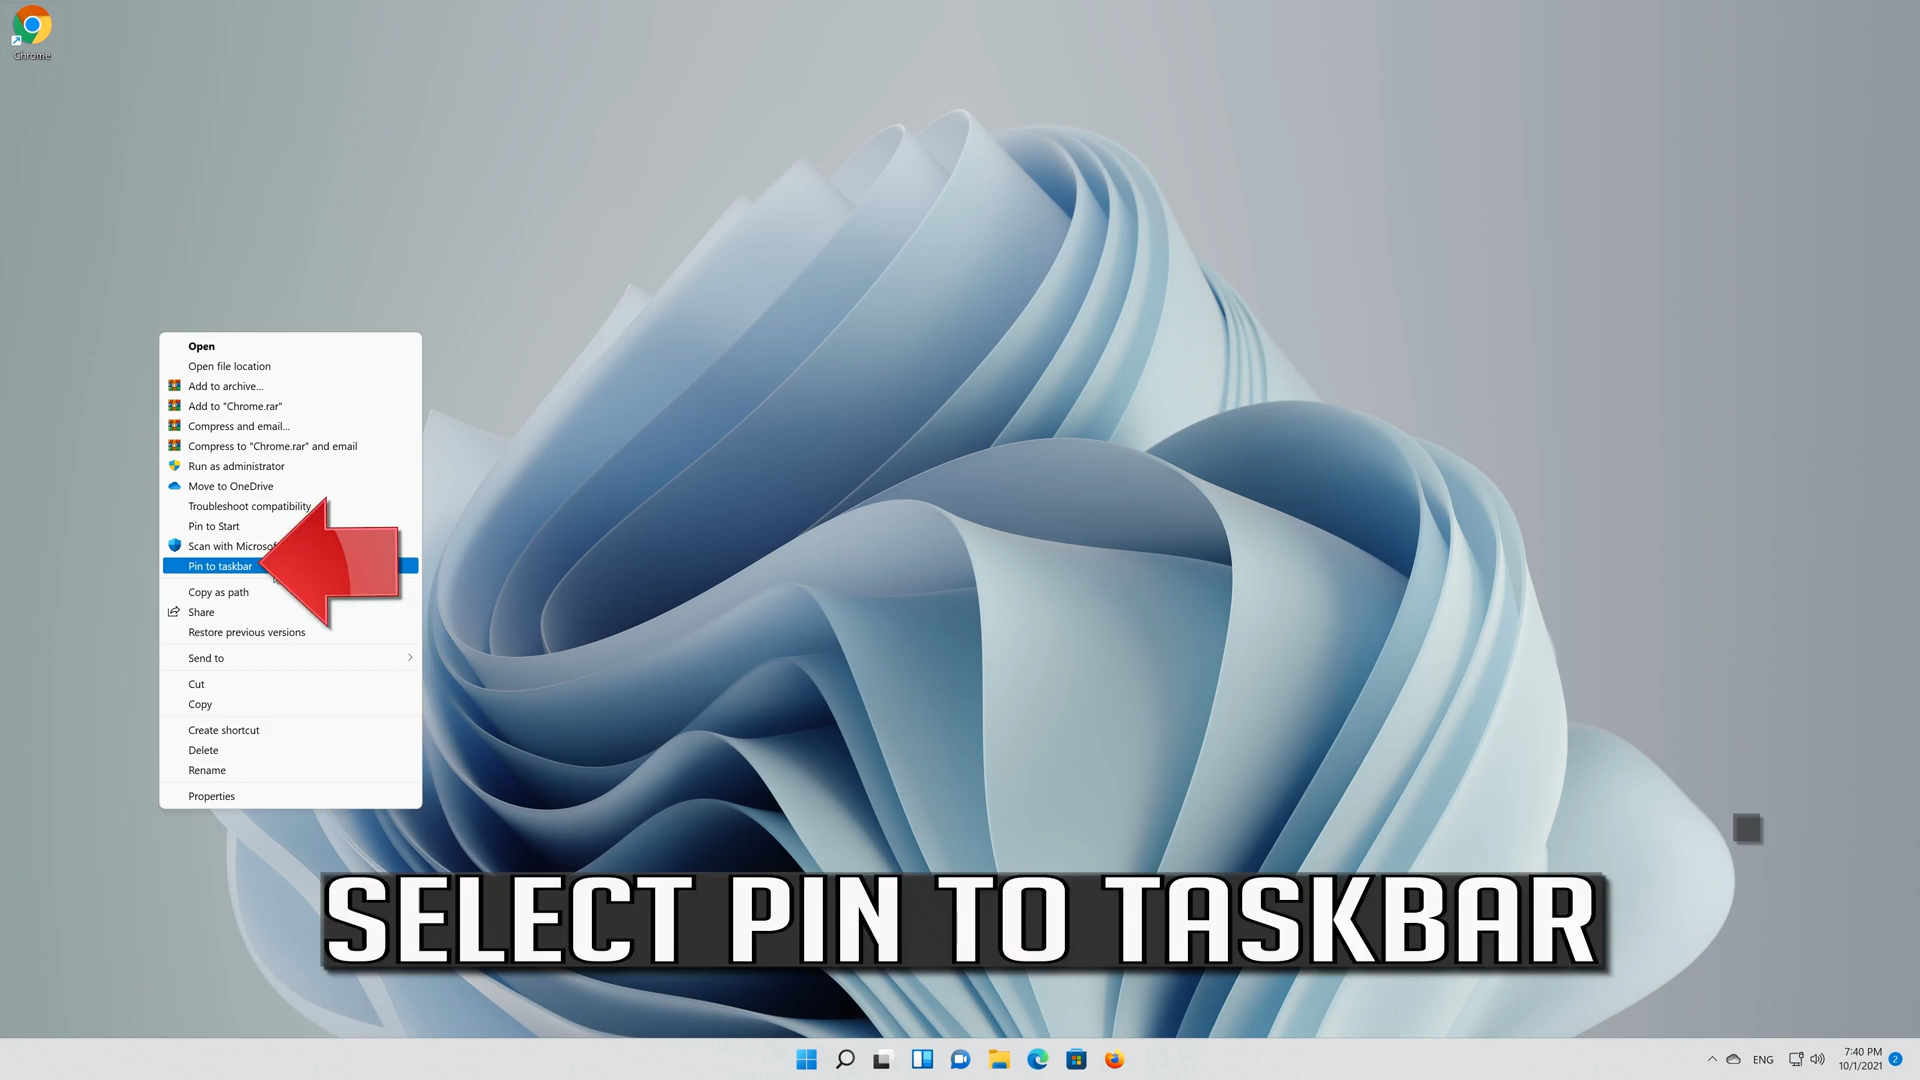 Chrome
Open
Open file location
Add to archive...
Add to "Chrome.rar"
Compress and email...
Compress to "Chrome.rar" and email
Run as administrator
Move to OneDrive
Troubleshoot compatibility
Pin to Start
Scan with
Pin to taskbar
Copy as path
Share
Restore previous versions
Send to
Cut
Copy
Create shortcut
Delete
Rename
Properties
SELECT PIN TO TASKBAR
ENG
7:40 PM
10/1/2021
2